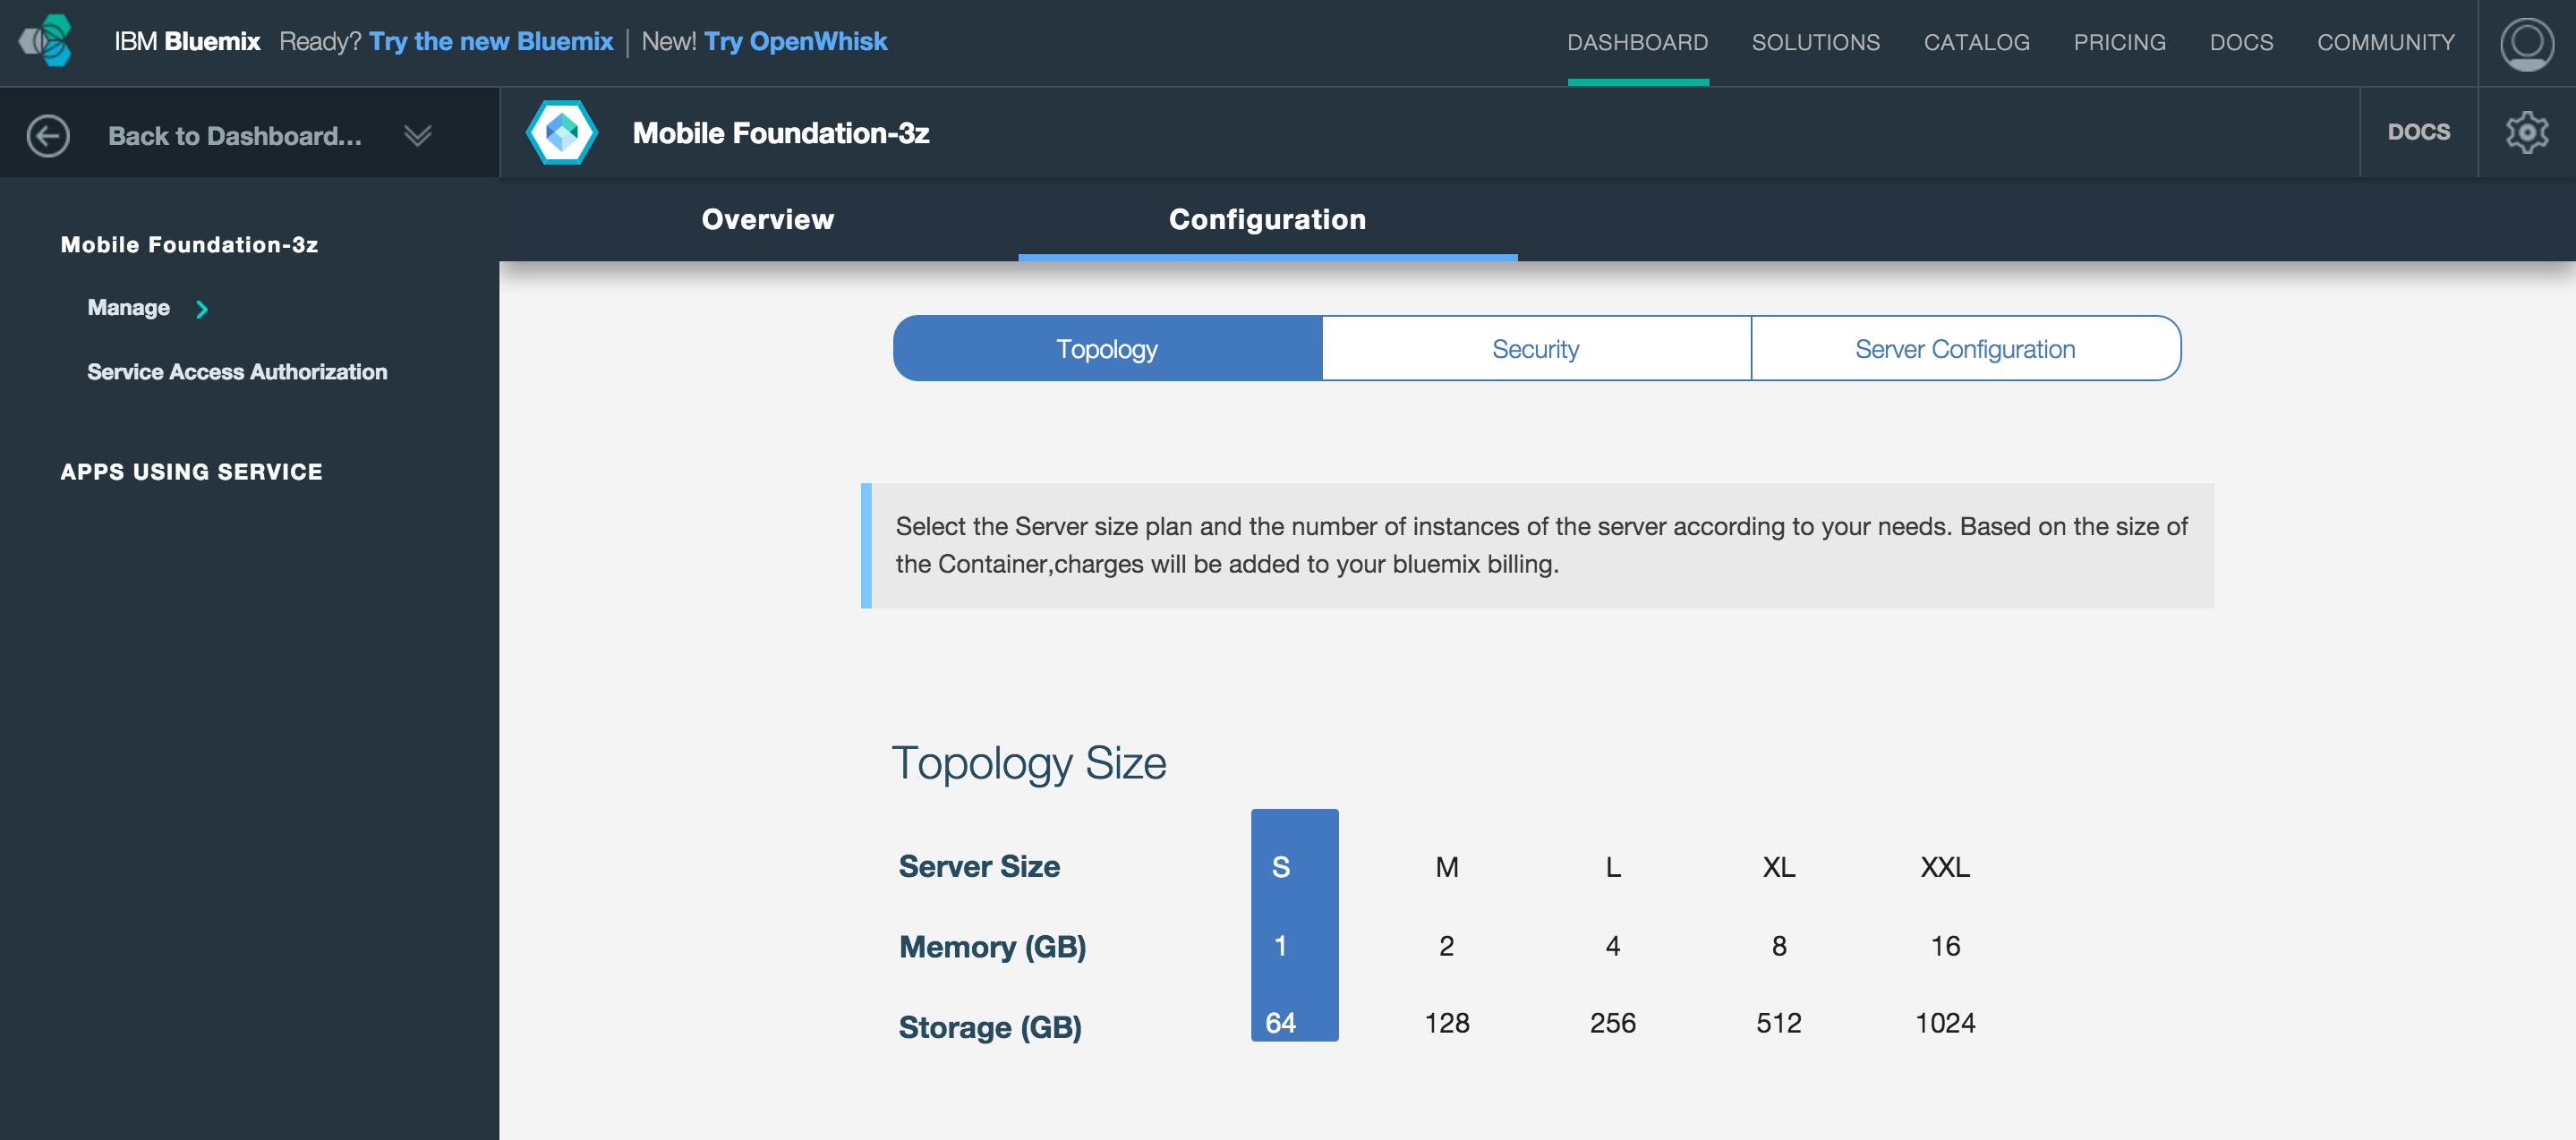 IBM Bluemix Ready? Try the new Bluemix | New! Try OpenWhisk
DASHBOARD SOLUTIONS CATALOG PRICING DOCS COMMUNITY
Back to Dashboard...
Mobile Foundation-3z
DOCS
Mobile Foundation-3z
Manage
Service Access Authorization
APPS USING SERVICE
Overview Configuration
Topology Security Server Configuration
Select the Server size plan and the number of instances of the server according to your needs. Based on the size of
the Container,charges will be added to your bluemix billing.
Topology Size
Server Size S M L XL XXL
Memory (GB) 1 2 4 8 16
Storage (GB) 64 128 256 512 1024